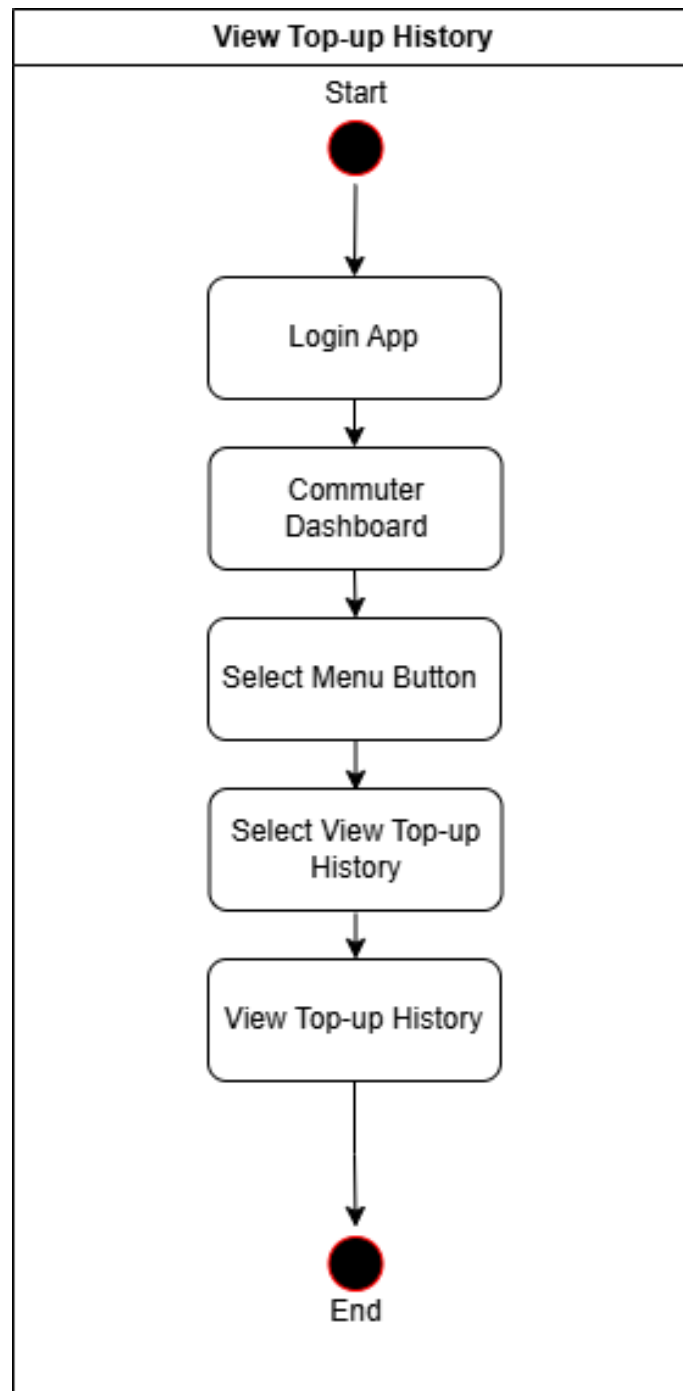 View Top-up History
Start
Login App
Commuter
Dashboard
Select Menu Button
Select View Top-up
History
View Top-up History
End